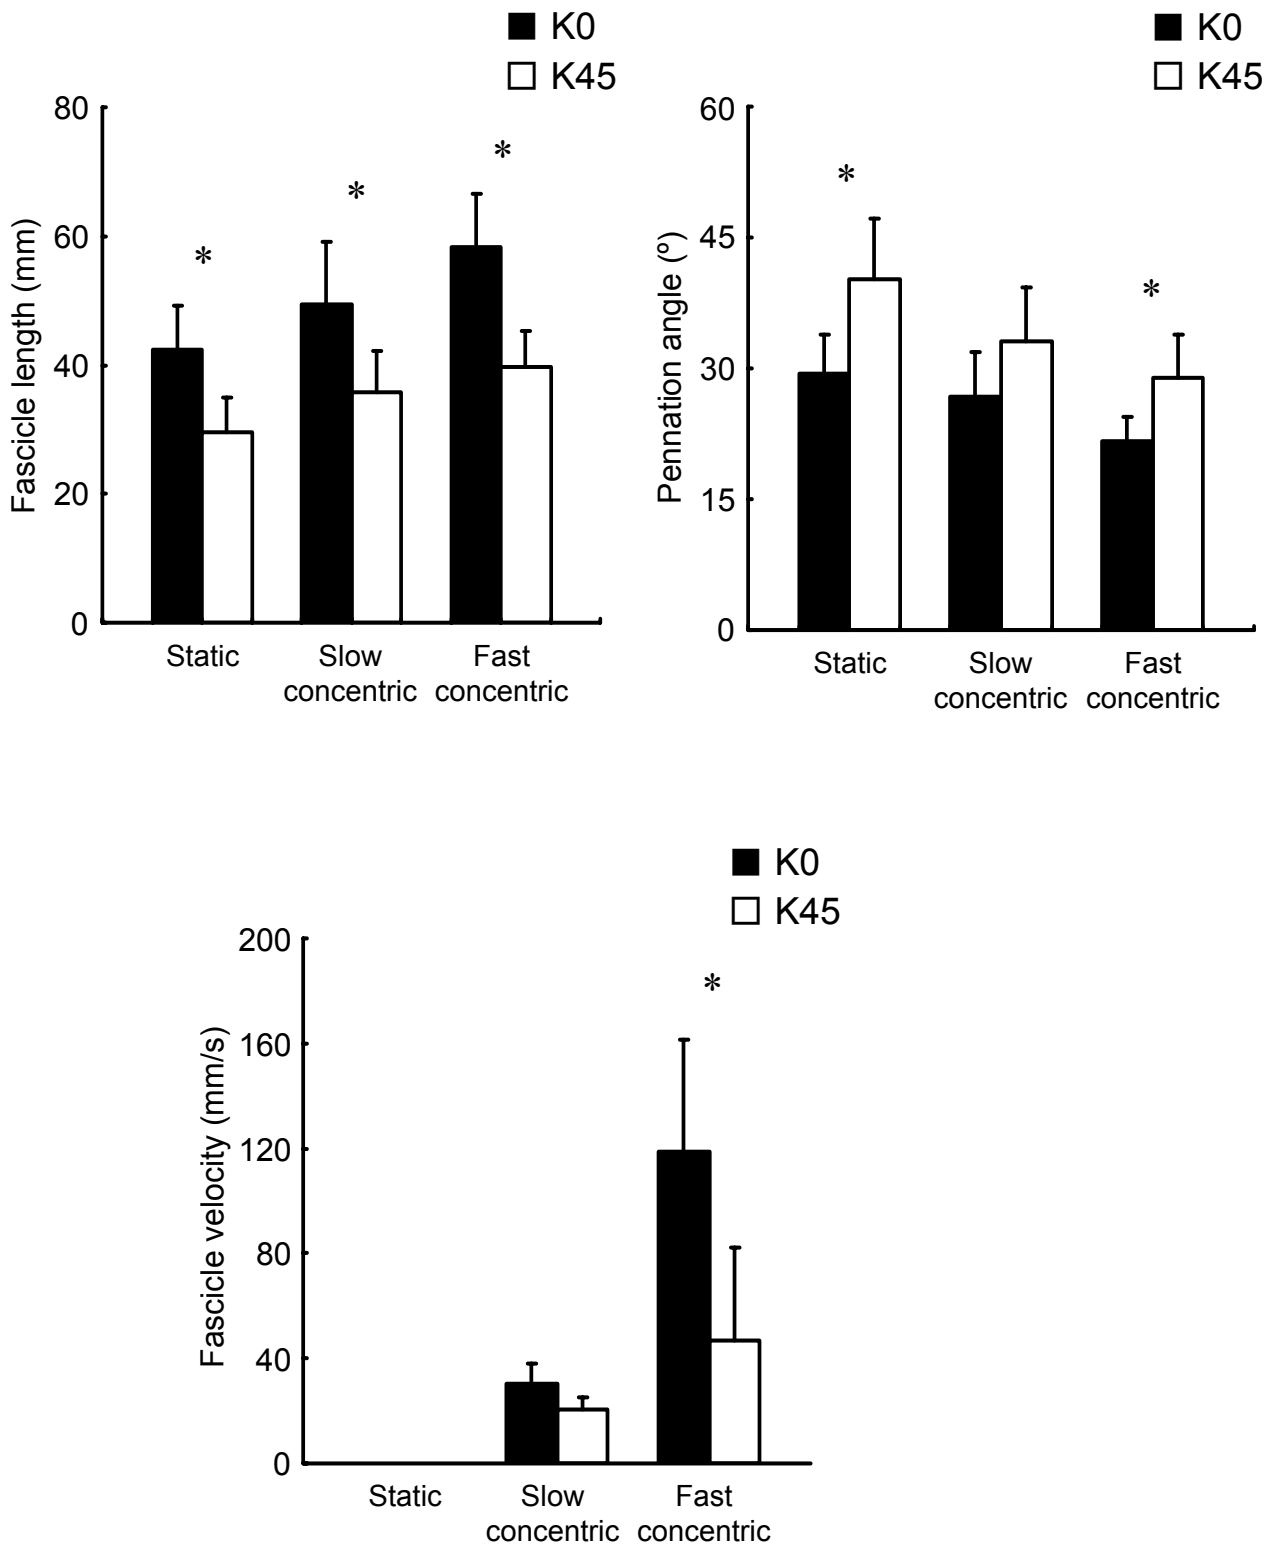 K0
K45
80
60
40
20
0
Fascicle length (mm)
*
*
*
Static
Slow
concentric
Fast
concentric
K0
K45
60
45
30
15
0
Pennation angle (º)
*
*
Static
Slow
concentric
Fast
concentric
K0
K45
200
160
120
80
40
0
Fascicle velocity (mm/s)
*
Static
Slow
concentric
Fast
concentric